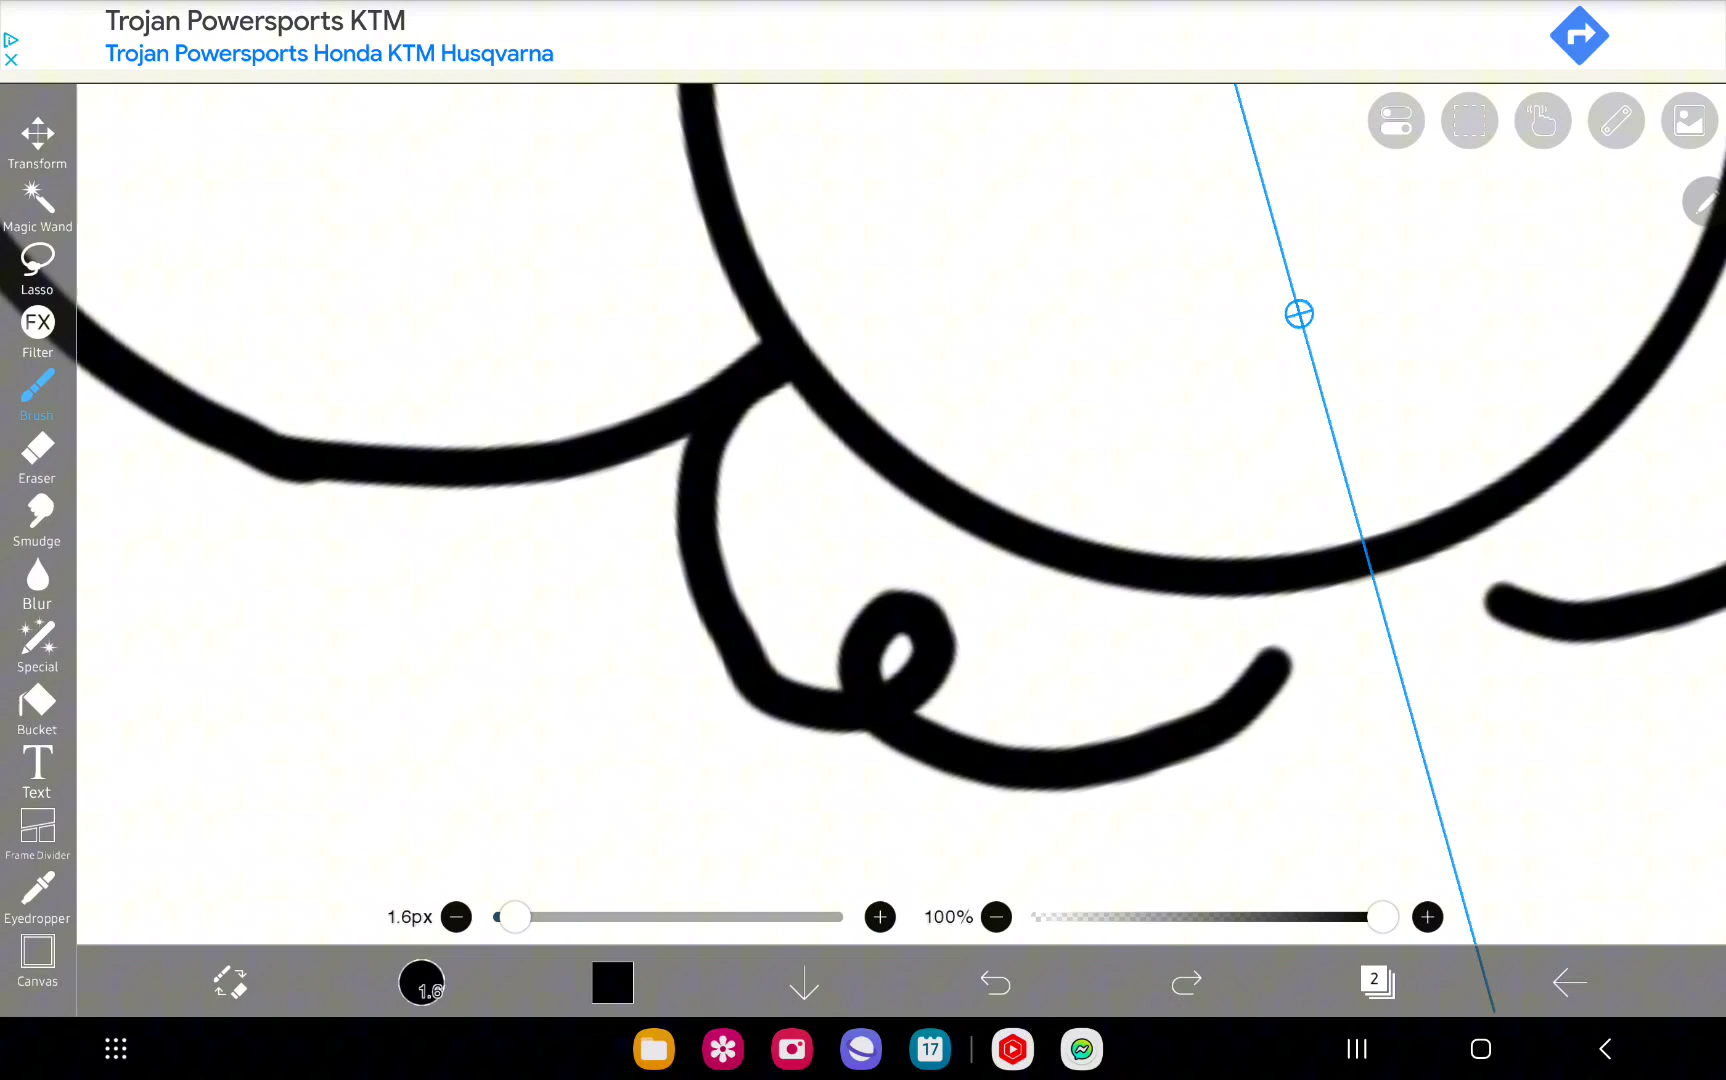 Trojan Powersports KTM
Trojan Powersports Honda KTM Husqvarna
Transform
Magic Wand
Lasso
FX
Filter
Brush
Eraser
Smudge
Blur
Special
Bucket
T
Text
Frame Divider
Eyedropper
Canvas
1.6px
100%
1.6
2
17